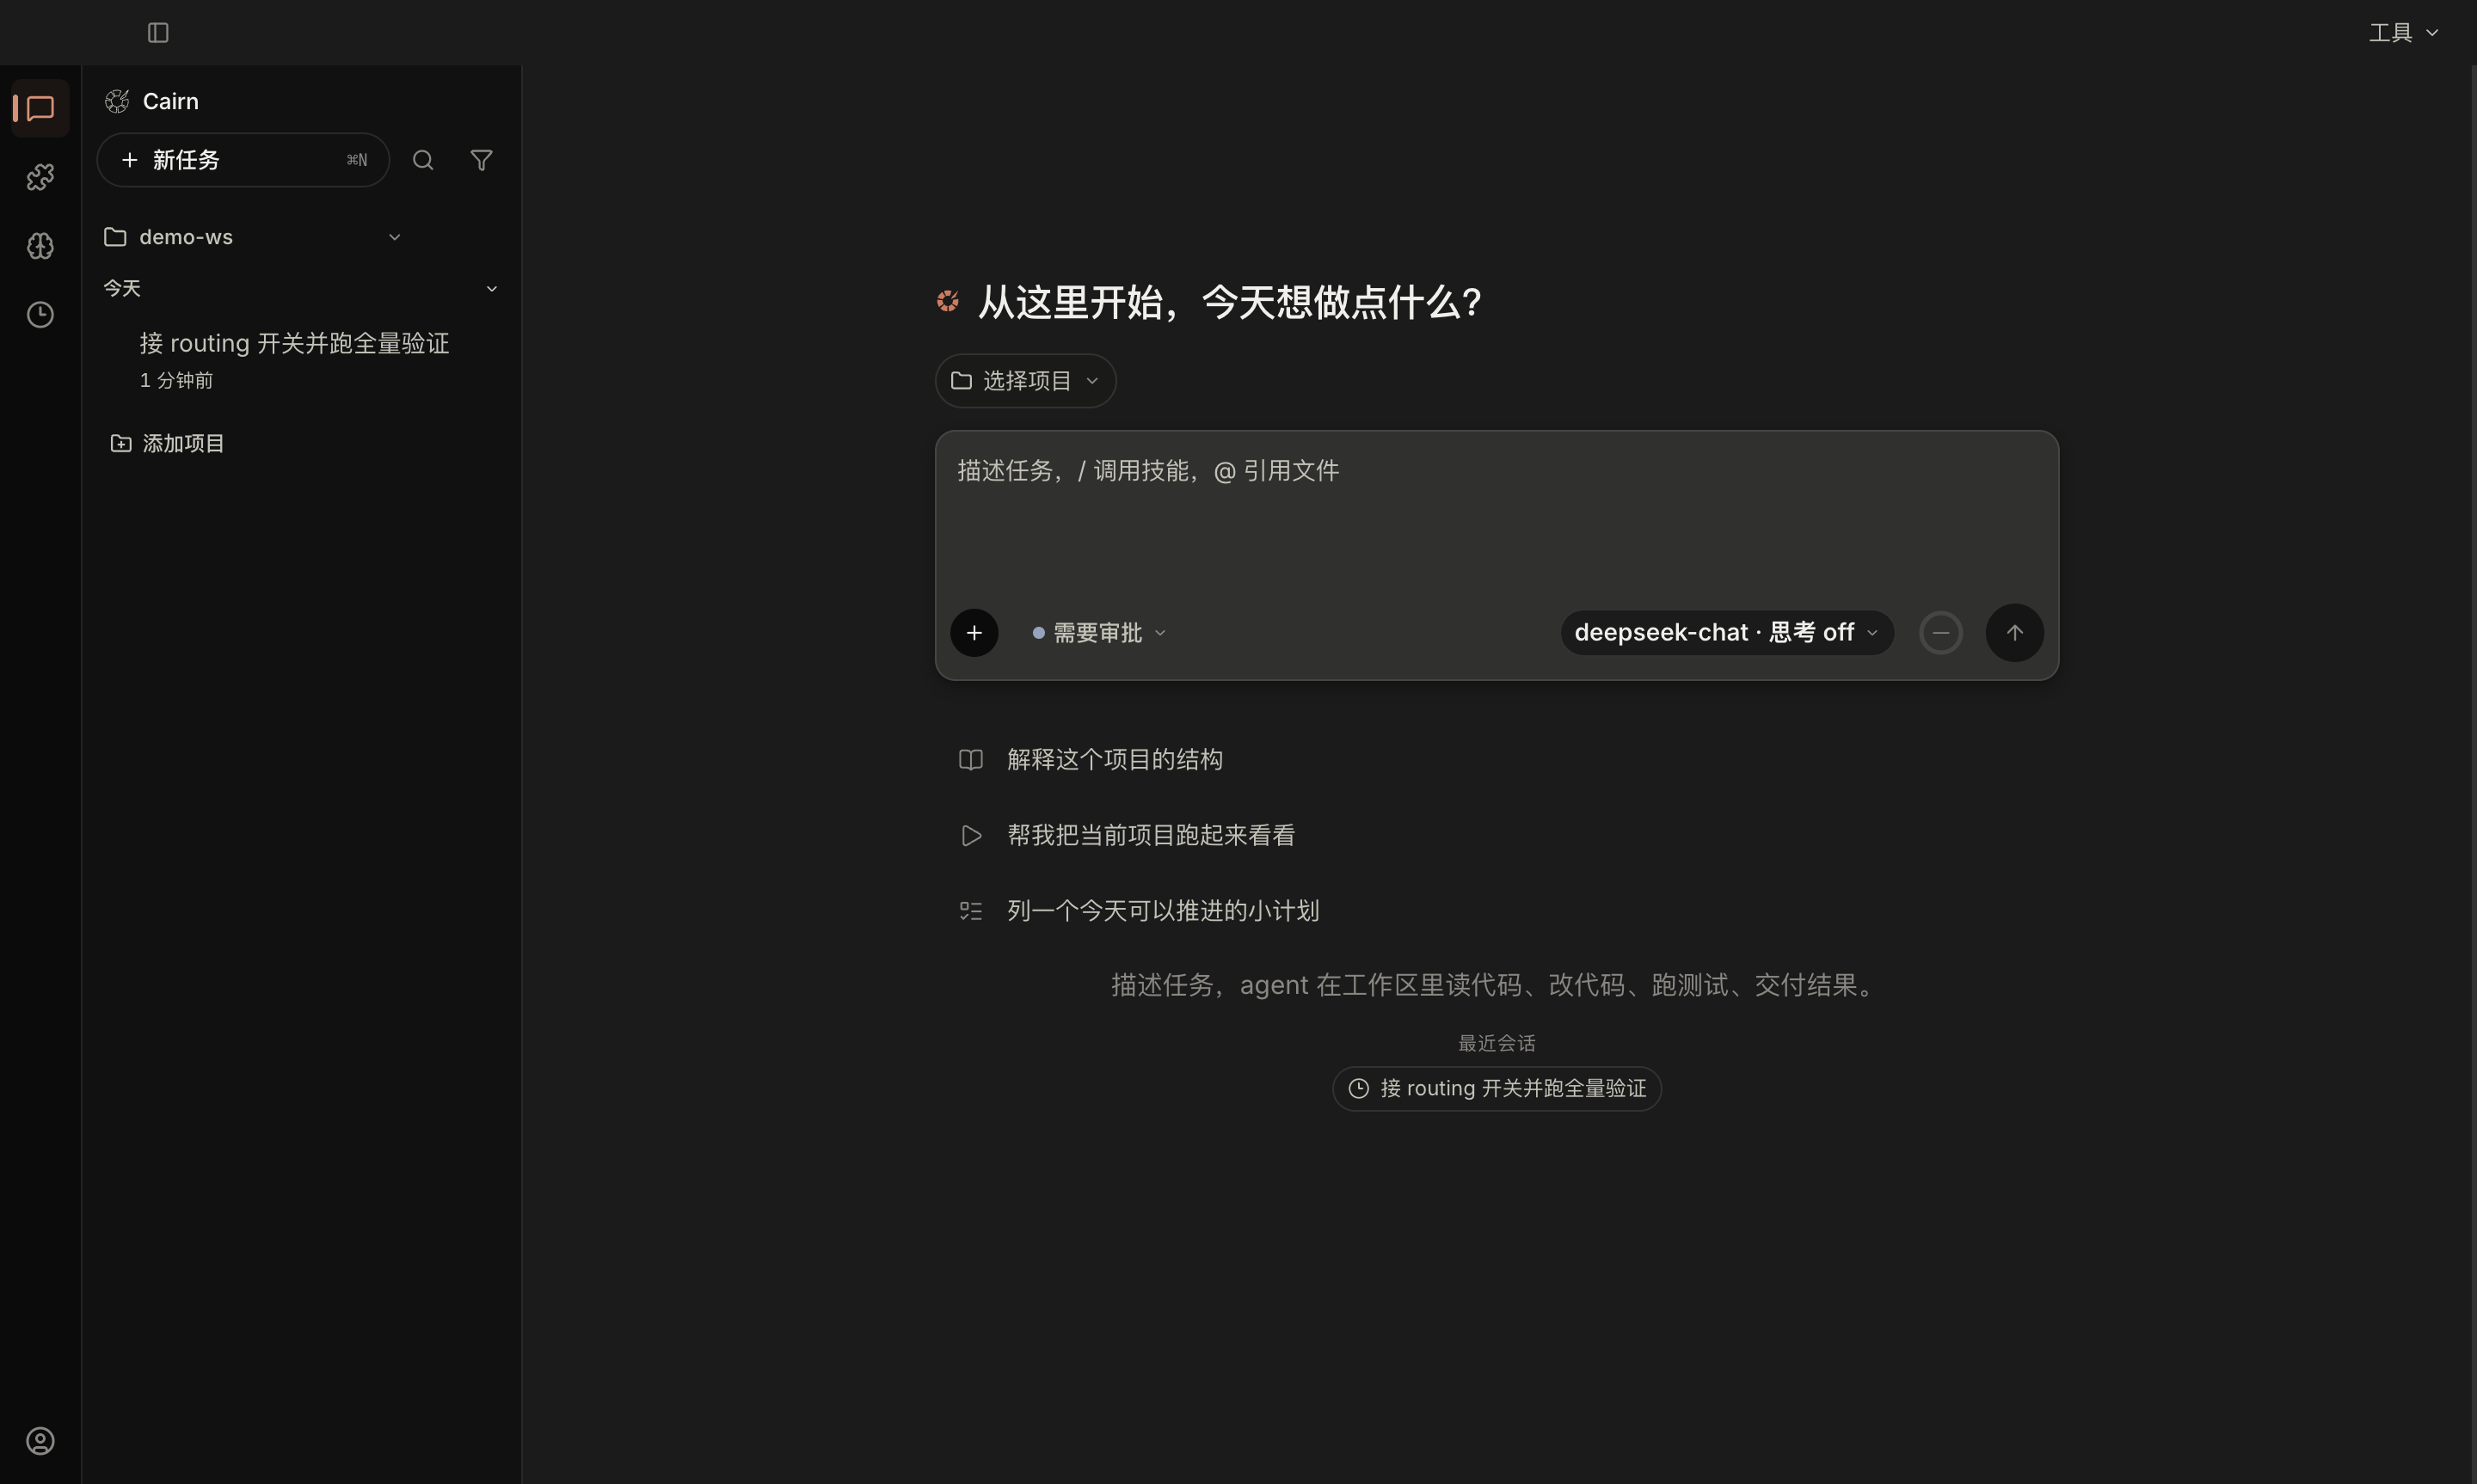 工具
Cairn
新任务 ⌘N
demo-ws
今天
接 routing 开关并跑全量验证
1 分钟前
添加项目
从这里开始，今天想做点什么？
选择项目
描述任务，/ 调用技能，@ 引用文件
需要审批
deepseek-chat · 思考 off
解释这个项目的结构
帮我把当前项目跑起来看看
列一个今天可以推进的小计划
描述任务，agent 在工作区里读代码、改代码、跑测试、交付结果。
最近会话
接 routing 开关并跑全量验证